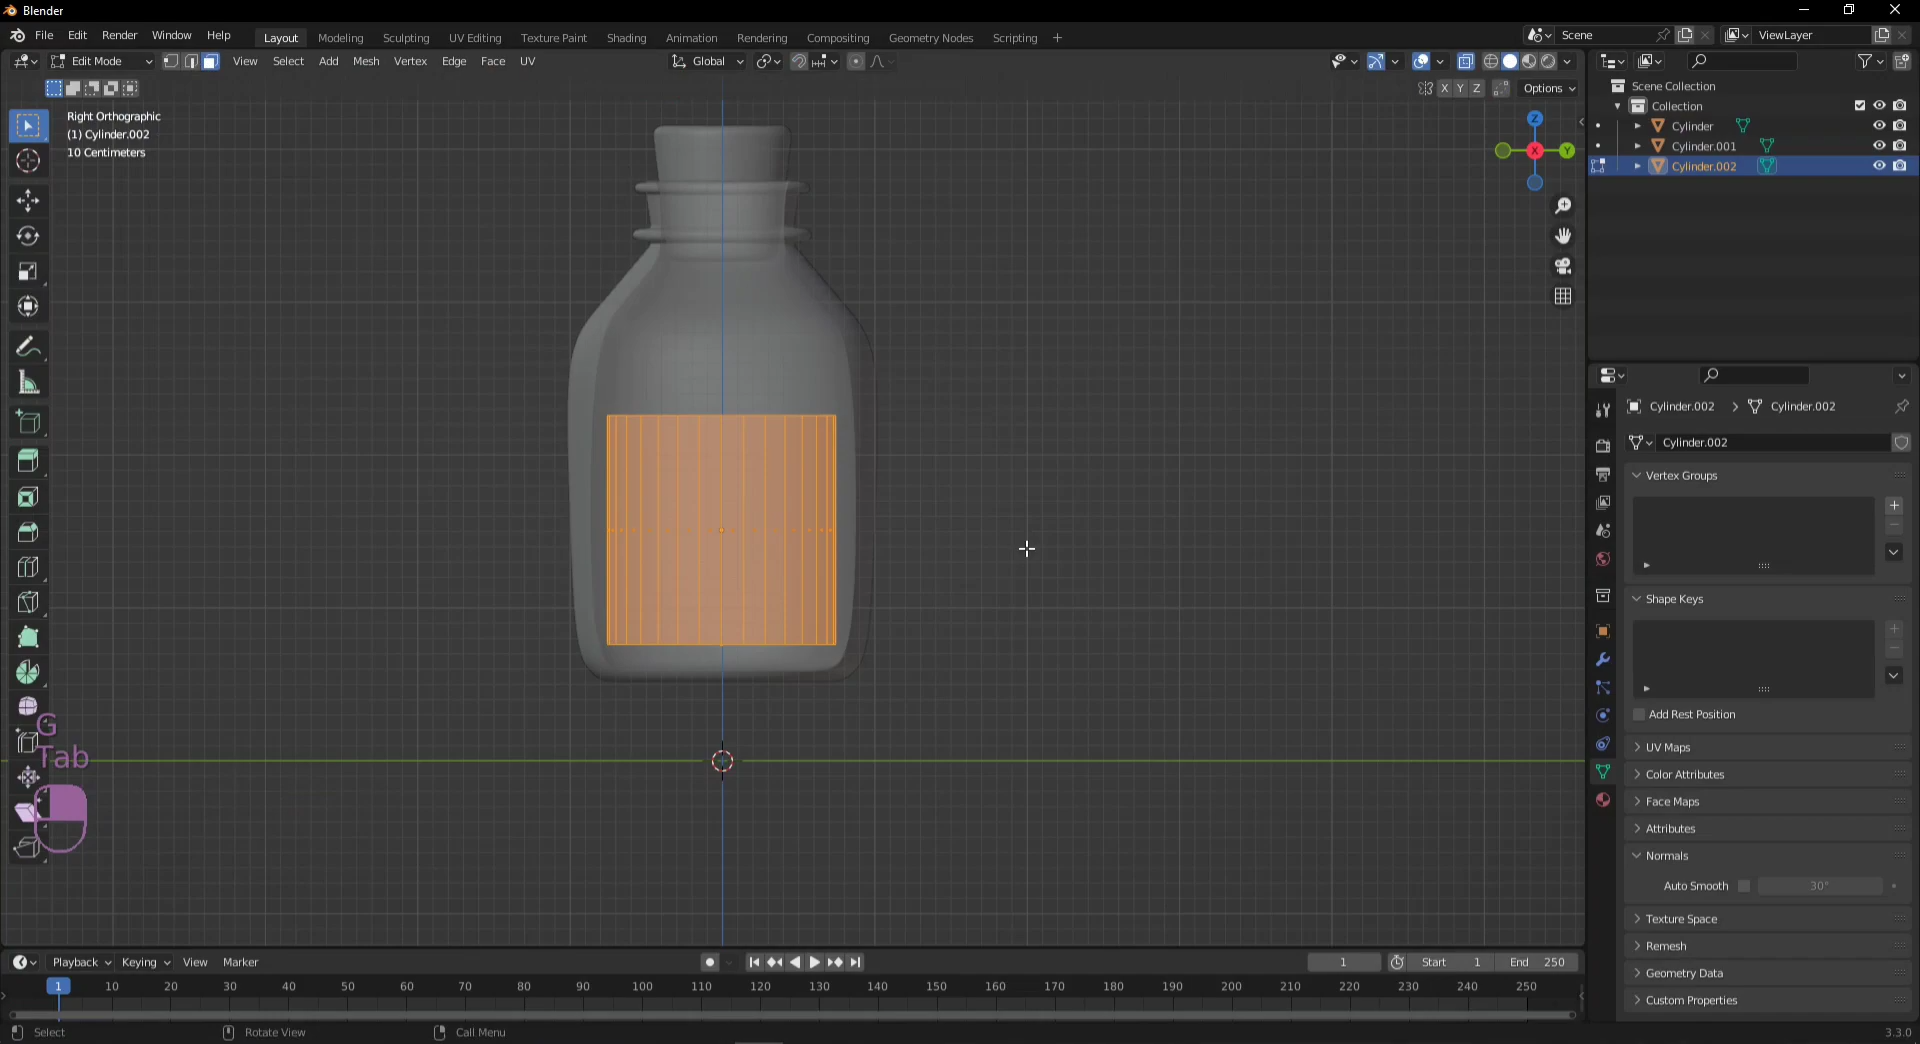 Blender
File Edit Render Window Help
Layout Modeling Sculpting UV Editing Texture Paint Shading Animation Rendering Compositing Geometry Nodes Scripting +
Scene
ViewLayer
Edit Mode
View Select Add Mesh Vertex Edge Face UV
Global
X Y Z
Options
Right Orthographic
(1) Cylinder.002
10 Centimeters
Z
X
Y
Scene Collection
Collection
Cylinder
Cylinder.001
Cylinder.002
Cylinder.002 > Cylinder.002
Cylinder.002
Vertex Groups
Shape Keys
Add Rest Position
UV Maps
Color Attributes
Face Maps
Attributes
Normals
Auto Smooth 30°
Texture Space
Remesh
Geometry Data
Custom Properties
G
Tab
Playback Keying View Marker
1
Start 1
End 250
1 10 20 30 40 50 60 70 80 90 100 110 120 130 140 150 160 170 180 190 200 210 220 230 240 250
Select
Rotate View
Call Menu
3.3.0